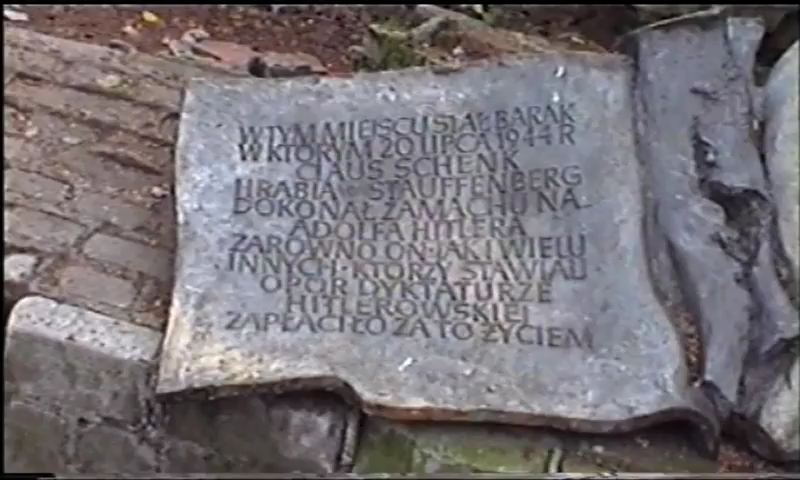 W TYM MIEJSCU STAŁ BARAK
W KTÓRYM 20 LIPCA 1944 R
CLAUS SCHENK
HRABIA VON STAUFFENBERG
DOKONAŁ ZAMACHU NA
ADOLFA HITLERA
ZARÓWNO ON JAK I WIELU
INNYCH KTÓRZY STAWIALI
OPÓR DYKTATURZE
HITLEROWSKIEJ
ZAPŁACIŁ O ZA TO ŻYCIEM